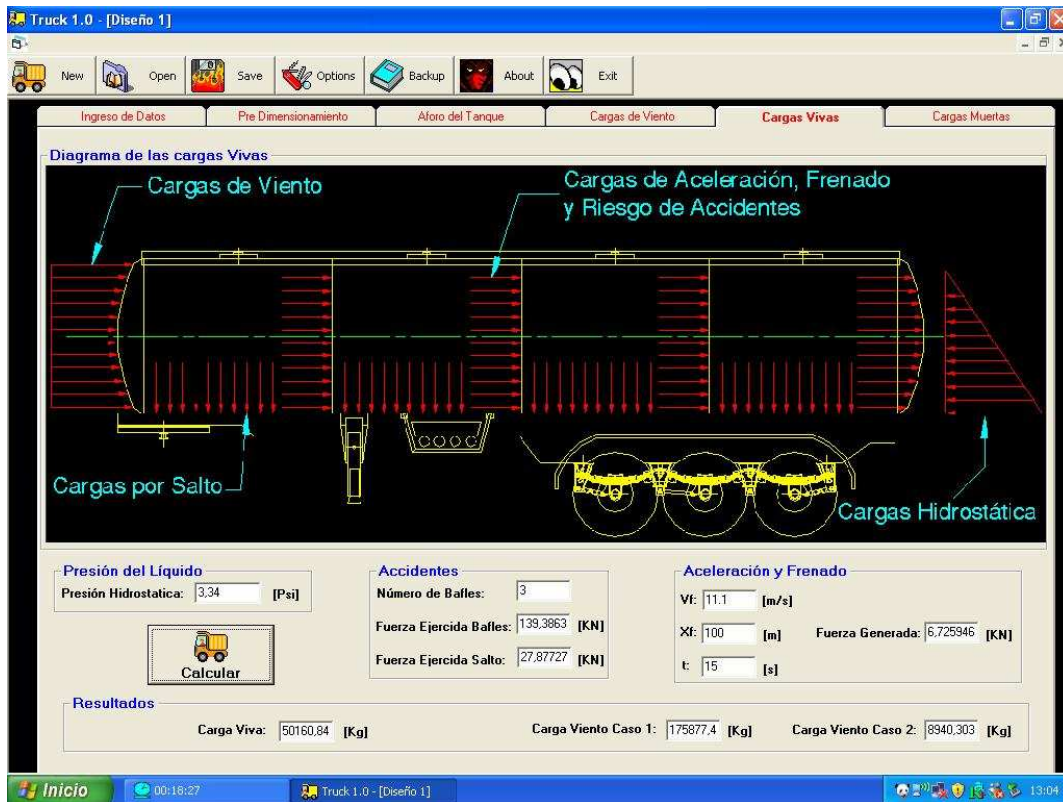 Truck 1.0 - [Diseño 1]
New Open Save Options Backup About Exit
Ingreso de Datos Pre Dimensionamiento Aforo del Tanque Cargas de Viento Cargas Vivas Cargas Muertas
Diagrama de las cargas Vivas
Cargas de Viento
Cargas de Aceleración, Frenado
y Riesgo de Accidentes
Cargas por Salto
Cargas Hidrostática
Presión del Líquido
Presión Hidrostatica: 3,34 [Psi]
Calcular
Accidentes
Número de Bafles: 3
Fuerza Ejercida Bafles: 139,3863 [KN]
Fuerza Ejercida Salto: 27,87727 [KN]
Aceleración y Frenado
Vf: 11.1 [m/s]
Xf: 100 [m] Fuerza Generada: 6,725946 [KN]
t: 15 [s]
Resultados
Carga Viva: 50160,84 [Kg] Carga Viento Caso 1: 175877,4 [Kg] Carga Viento Caso 2: 8940,303 [Kg]
Inicio 00:18:27 Truck 1.0 - [Diseño 1] 13:04